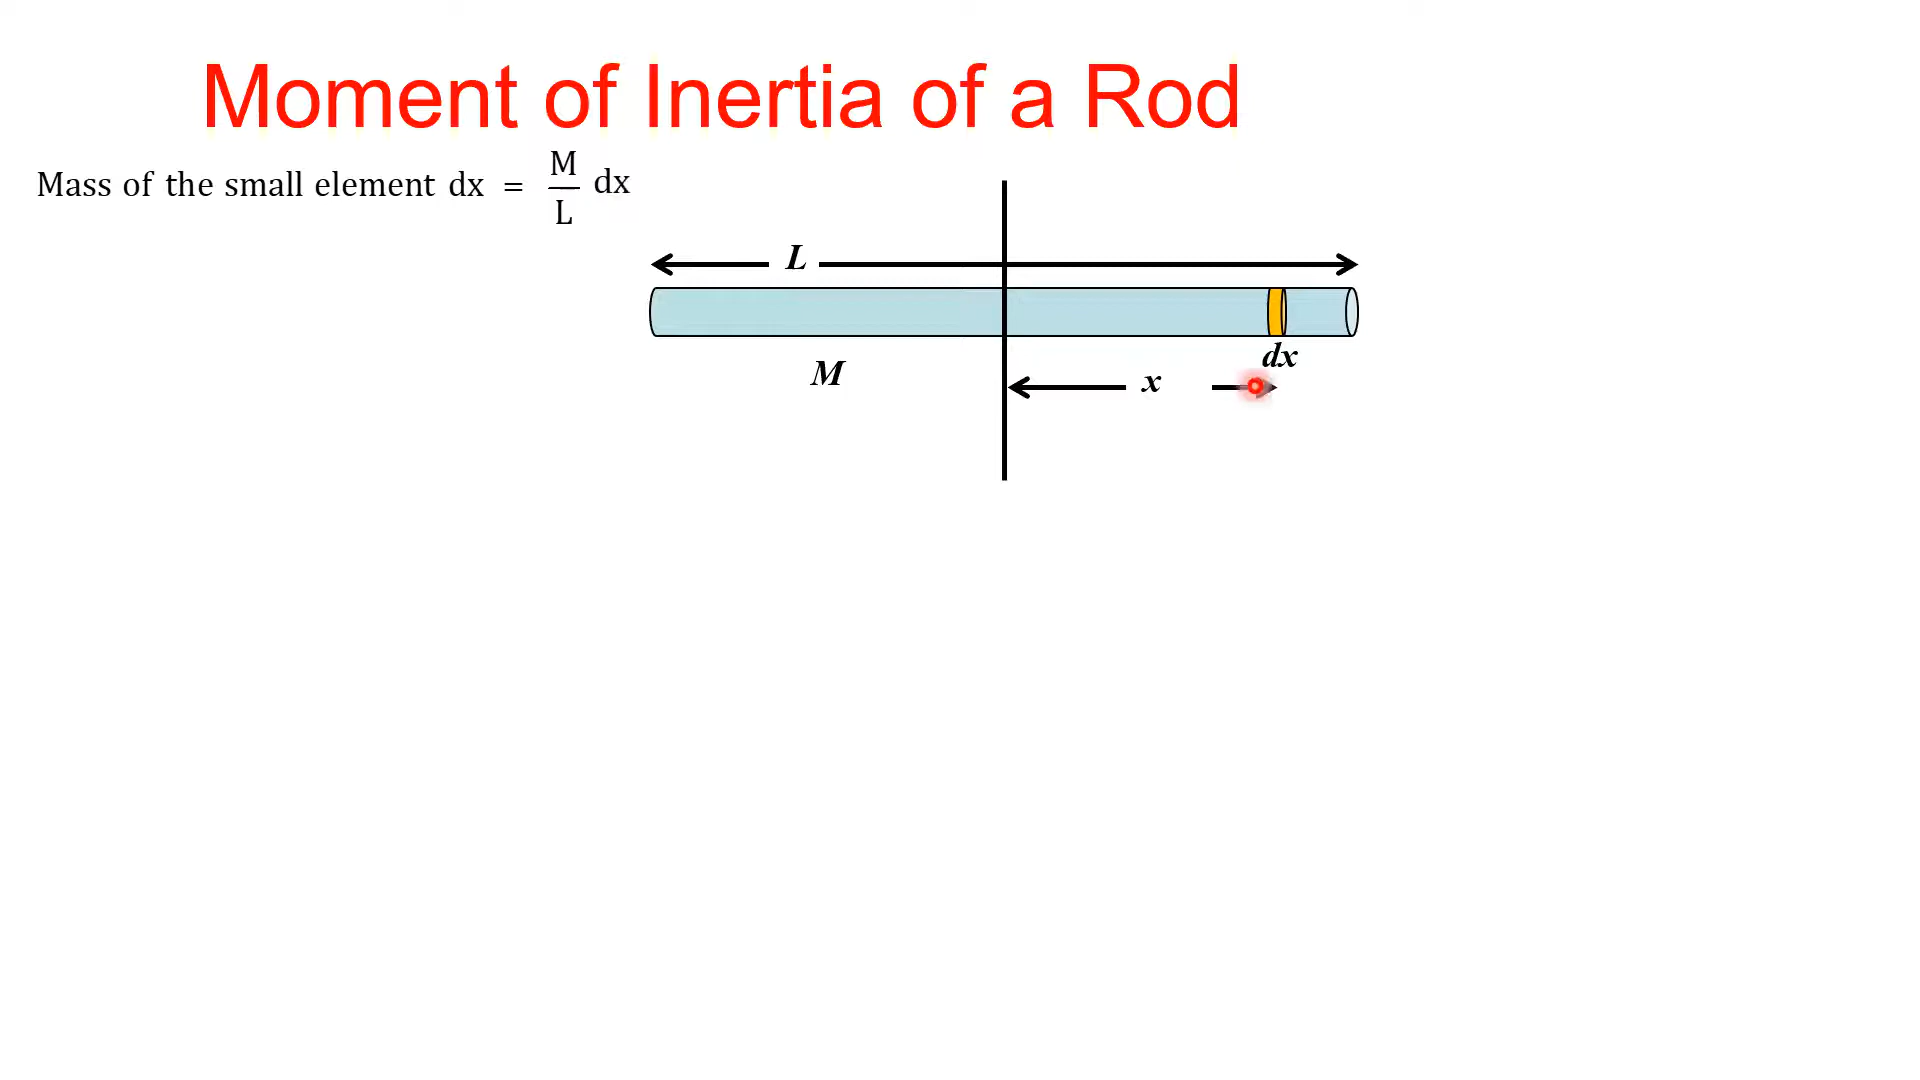 Moment of Inertia of a Rod
Mass of the small element dx = M/L dx
L
dx
M
x